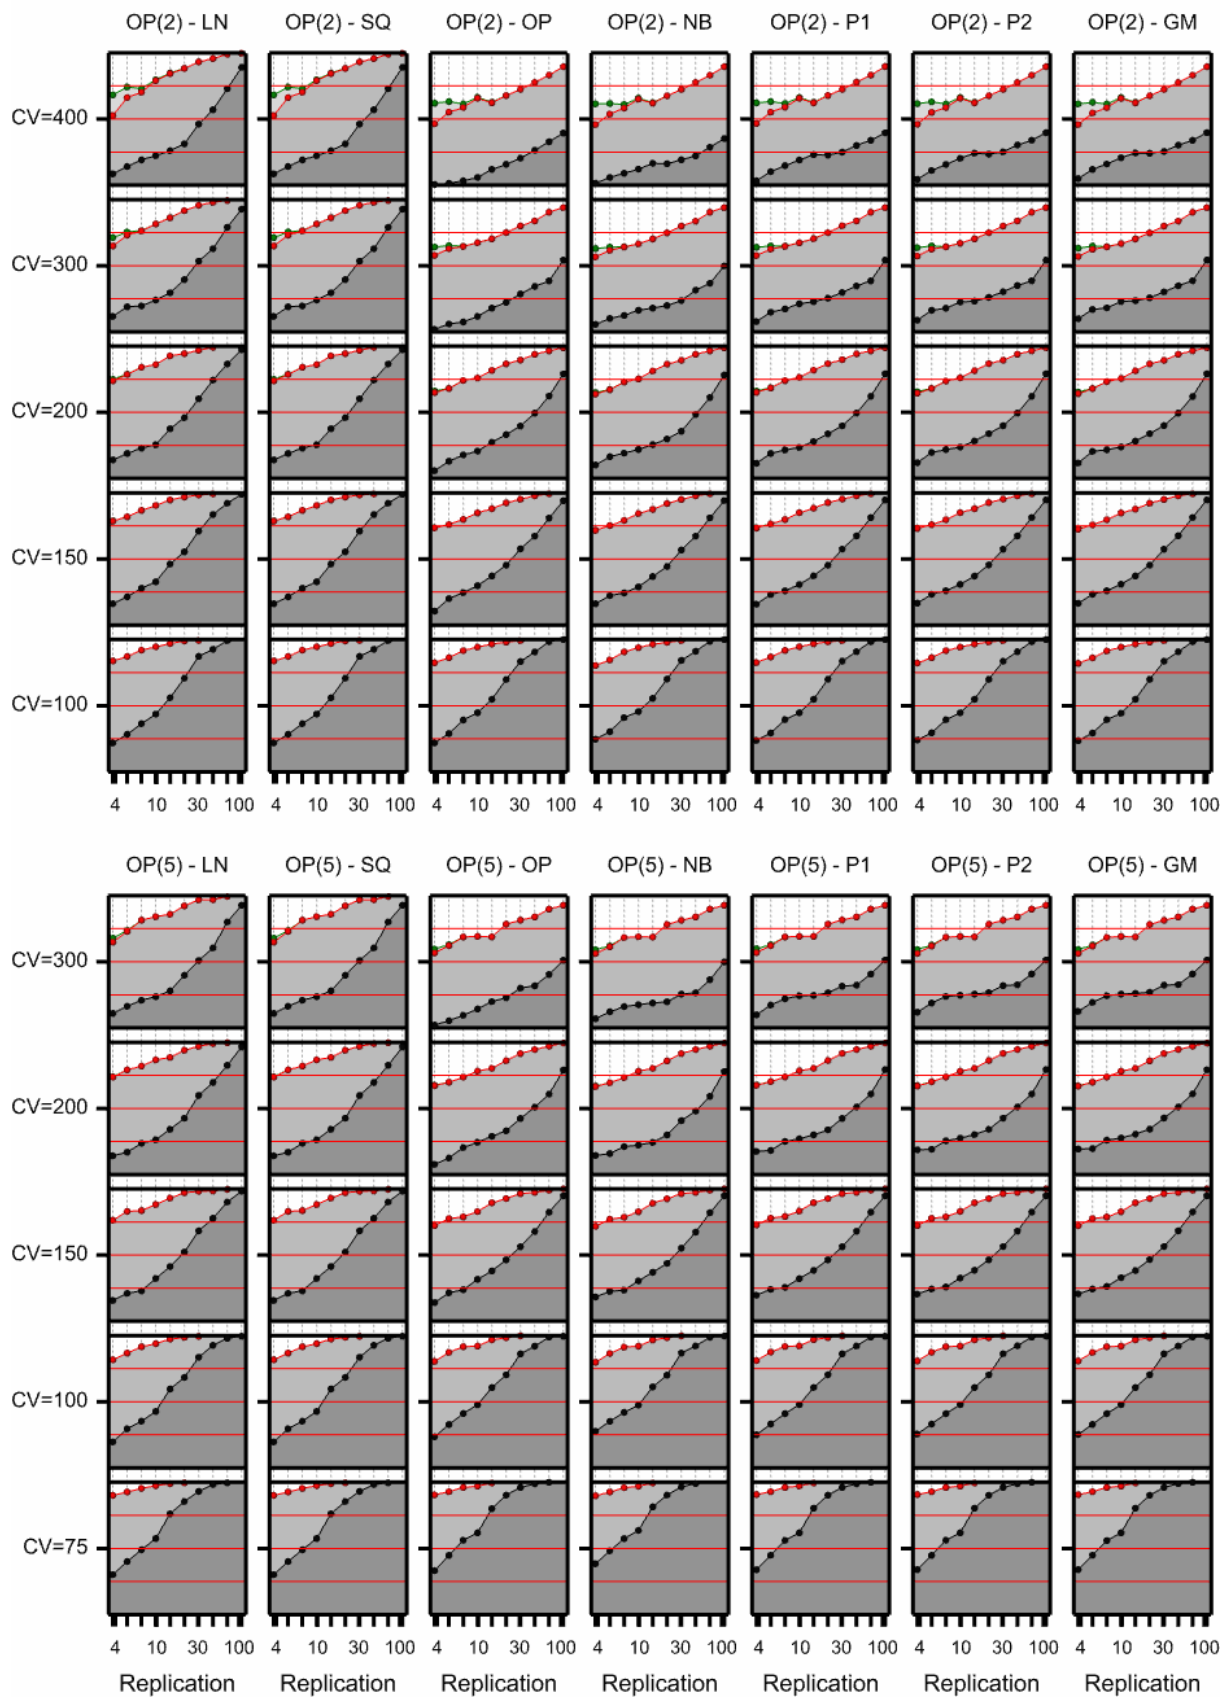 OP(2) - LN OP(2) - SQ OP(2) - OP OP(2) - NB OP(2) - P1 OP(2) - P2 OP(2) - GM
CV=400
CV=300
CV=200
CV=150
CV=100
4 10 30 100 4 10 30 100 4 10 30 100 4 10 30 100 4 10 30 100 4 10 30 100 4 10 30 100
OP(5) - LN OP(5) - SQ OP(5) - OP OP(5) - NB OP(5) - P1 OP(5) - P2 OP(5) - GM
CV=300
CV=200
CV=150
CV=100
CV=75
4 10 30 100 4 10 30 100 4 10 30 100 4 10 30 100 4 10 30 100 4 10 30 100 4 10 30 100
Replication Replication Replication Replication Replication Replication Replication